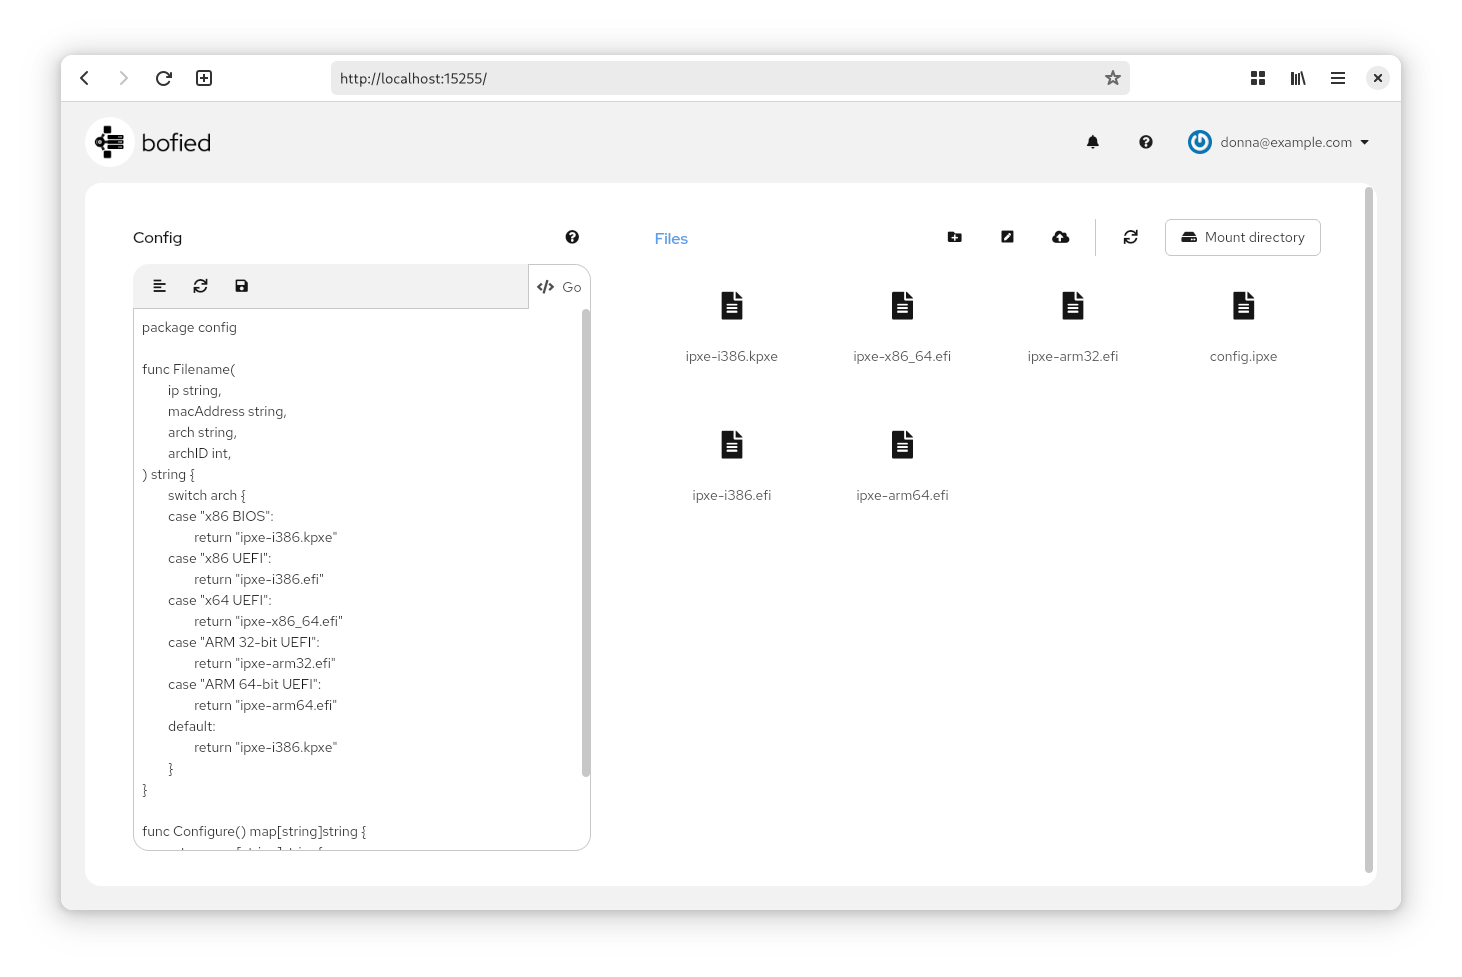 http://localhost:15255/
bofied
donna@example.com
Config
Go
package config
func Filename(
ip string,
macAddress string,
arch string,
archID int,
) string {
switch arch {
case "x86 BIOS":
return "ipxe-i386.kpxe"
case "x86 UEFI":
return "ipxe-i386.efi"
case "x64 UEFI":
return "ipxe-x86_64.efi"
case "ARM 32-bit UEFI":
return "ipxe-arm32.efi"
case "ARM 64-bit UEFI":
return "ipxe-arm64.efi"
default:
return "ipxe-i386.kpxe"
}
}
func Configure() map[string]string {
Files
Mount directory
ipxe-i386.kpxe
ipxe-x86_64.efi
ipxe-arm32.efi
config.ipxe
ipxe-i386.efi
ipxe-arm64.efi